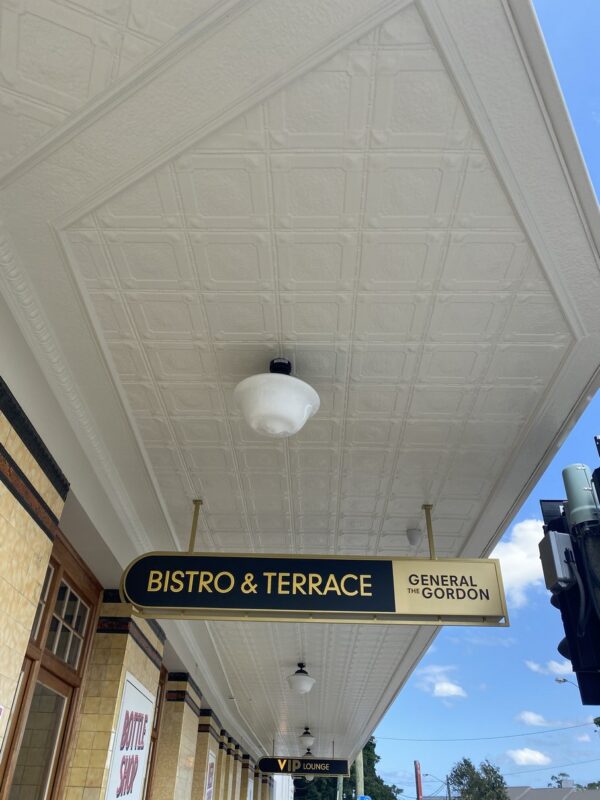 BISTRO & TERRACE
GENERAL
THE GORDON
BOTTLE
SHOP
VIP LOUNGE